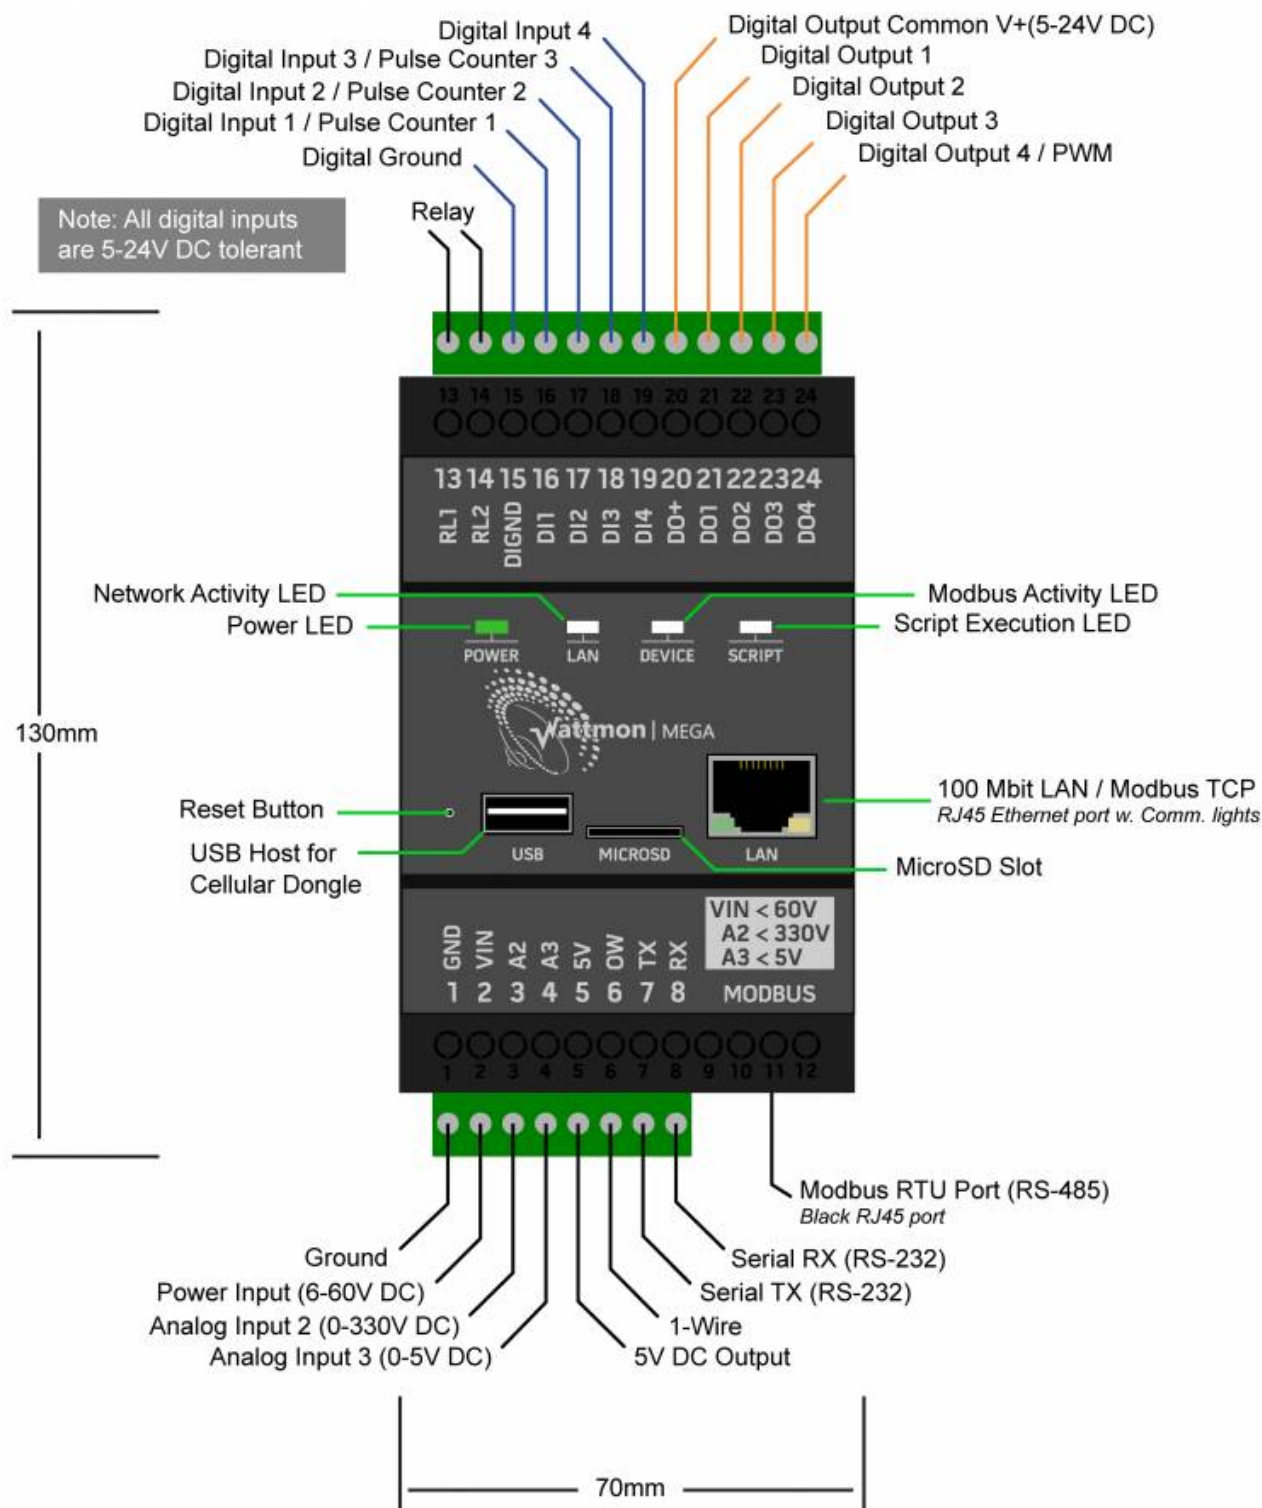 Digital Input 4
Digital Output Common V+(5-24V DC)
Digital Input 3 / Pulse Counter 3
Digital Output 1
Digital Input 2 / Pulse Counter 2
Digital Output 2
Digital Input 1 / Pulse Counter 1
Digital Output 3
Digital Ground
Digital Output 4 / PWM
Note: All digital inputs
are 5-24V DC tolerant
Relay
13 14 15 16 17 18 19 20 21 22 23 24
13 14 15 16 17 18 19 20 21 22 23 24
RL1 RL2 DIGND DI1 DI2 DI3 DI4 DO+ DO1 DO2 DO3 DO4
Network Activity LED
Modbus Activity LED
Power LED
Script Execution LED
POWER LAN DEVICE SCRIPT
130mm
Wattmon | MEGA
Reset Button
100 Mbit LAN / Modbus TCP
RJ45 Ethernet port w. Comm. lights
USB Host for
Cellular Dongle
USB MICROSD LAN
MicroSD Slot
VIN < 60V
A2 < 330V
A3 < 5V
GND VIN A2 A3 5V OW TX RX
1 2 3 4 5 6 7 8 MODBUS
1 2 3 4 5 6 7 8 9 10 11 12
Modbus RTU Port (RS-485)
Black RJ45 port
Ground
Serial RX (RS-232)
Power Input (6-60V DC)
Serial TX (RS-232)
Analog Input 2 (0-330V DC)
1-Wire
Analog Input 3 (0-5V DC)
5V DC Output
70mm